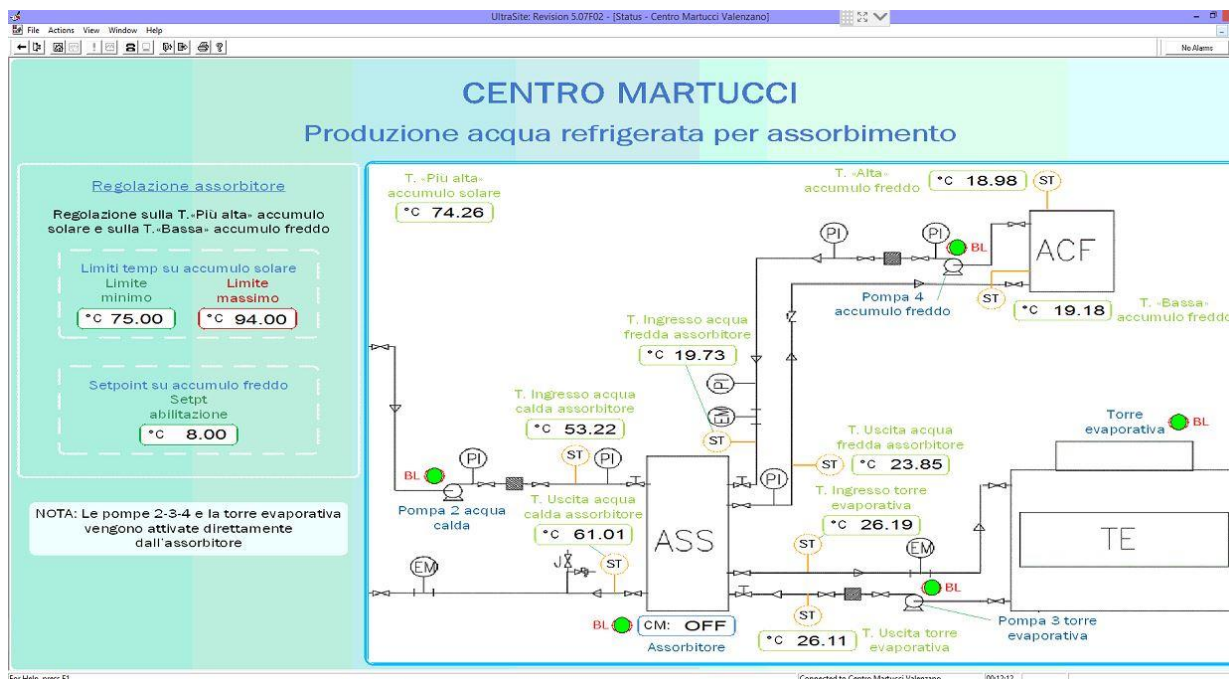 UltraSite: Revision 5.07F02 - [Status - Centro Martucci Valenzano]
File Actions View Window Help
No Alarms
CENTRO MARTUCCI
Produzione acqua refrigerata per assorbimento
Regolazione assorbitore
Regolazione sulla T.«Più alta» accumulo
solare e sulla T.«Bassa» accumulo freddo
Limiti temp su accumulo solare
Limite
minimo
°C 75.00
Limite
massimo
°C 94.00
Setpoint su accumulo freddo
Setpt
abilitazione
°C 8.00
NOTA: Le pompe 2-3-4 e la torre evaporativa
vengono attivate direttamente
dall'assorbitore
T. «Più alta»
accumulo solare
°C 74.26
T. «Alta»
accumulo freddo
°C 18.98
ST
PI
PI
BL
ACF
Pompa 4
accumulo freddo
ST
°C 19.18
T. «Bassa»
accumulo freddo
T. Ingresso acqua
fredda assorbitore
°C 19.73
PI
EM
ST
T. Ingresso acqua
calda assorbitore
°C 53.22
BL
PI
ST
PI
Pompa 2 acqua
calda
T. Uscita acqua
calda assorbitore
°C 61.01
ST
EM
J
ASS
T. Uscita acqua
fredda assorbitore
ST
°C 23.85
PI
T. Ingresso torre
evaporativa
°C 26.19
ST
EM
Torre
evaporativa
BL
TE
BL
Pompa 3 torre
evaporativa
ST
°C 26.11
T. Uscita torre
evaporativa
BL
CM: OFF
Assorbitore
For Help, press F1
Connected to Centro Martucci Valenzano
00:12:12